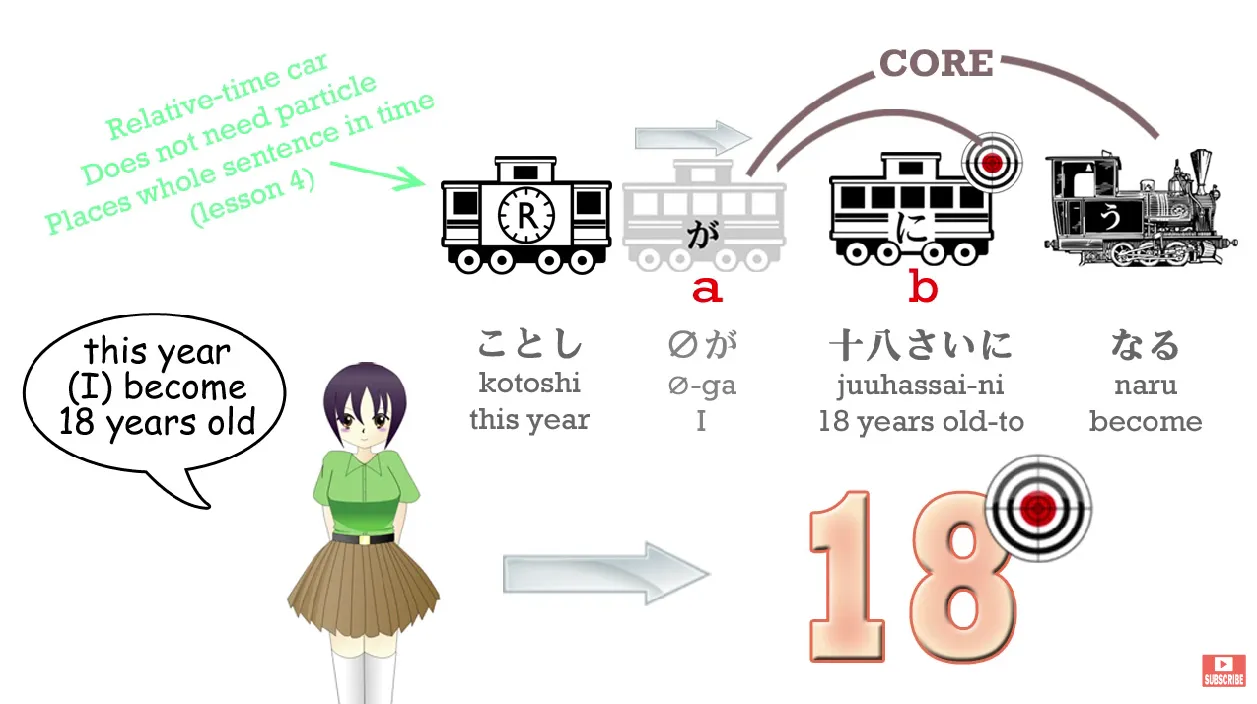 CORE
Relative-time car
Does not need particle
Places whole sentence in time
(lesson 4)
R
が
に
う
a
b
ことし
∅が
十八さいに
なる
kotoshi
∅-ga
juuhassai-ni
naru
this year
I
18 years old-to
become
this year
(I) become
18 years old
18
SUBSCRIBE